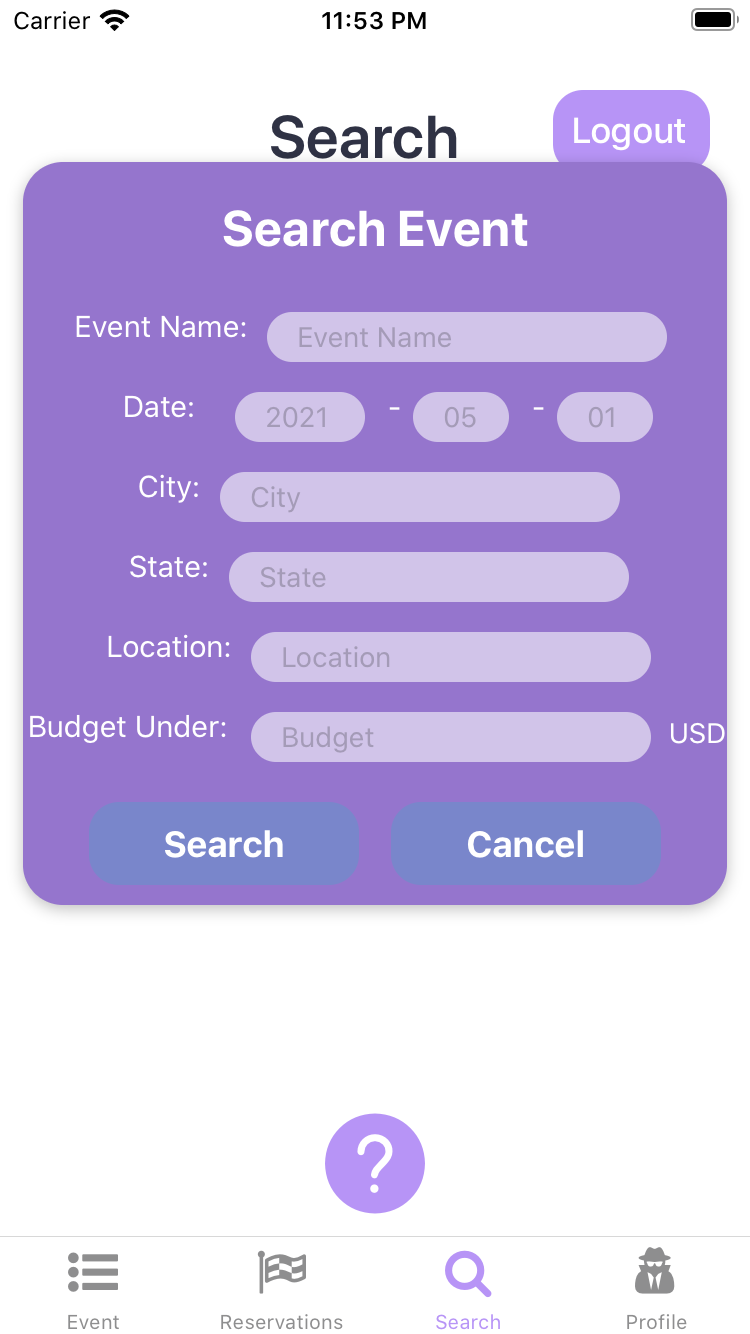 Carrier 11:53 PM
Search Logout
Search Event
Event Name: Event Name
Date: 2021 - 05 - 01
City: City
State: State
Location: Location
Budget Under: Budget USD
Search Cancel
?
Event Reservations Search Profile